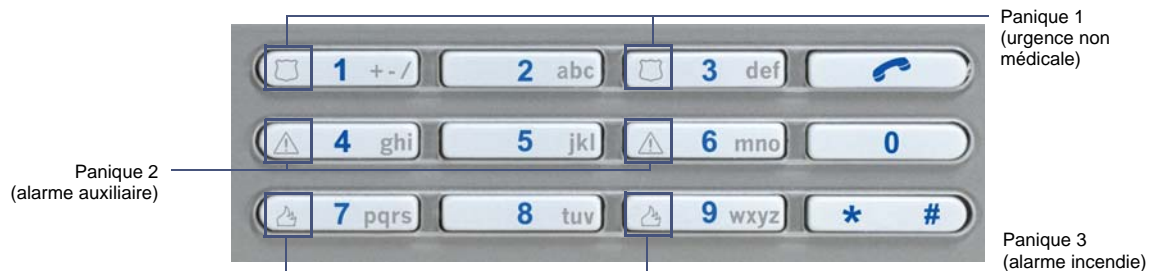 Panique 1
(urgence non
médicale)
1 +-/ 2 abc 3 def
4 ghi 5 jkl 6 mno 0
Panique 2
(alarme auxiliaire)
7 pqrs 8 tuv 9 wxyz * #
Panique 3
(alarme incendie)